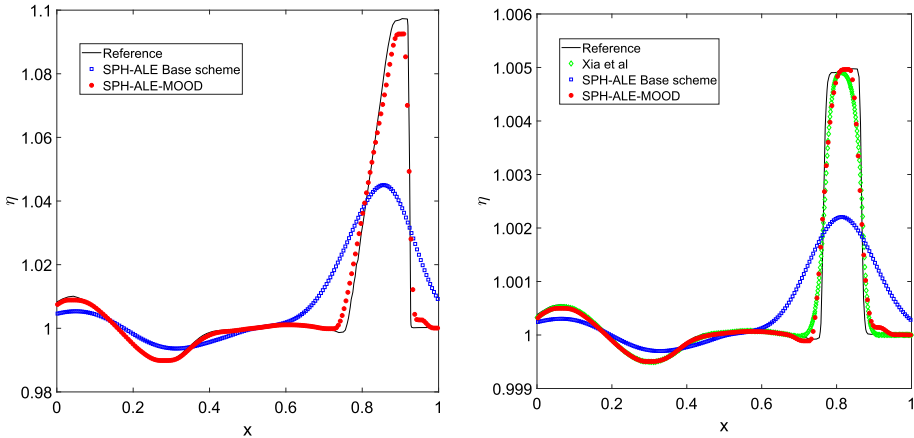 1.1
1.08
1.06
1.04
1.02
1
0.98
η
Reference
SPH-ALE Base scheme
SPH-ALE-MOOD
0 0.2 0.4 0.6 0.8 1
x
1.006
1.005
1.004
1.003
1.002
1.001
1
0.999
η
Reference
Xia et al
SPH-ALE Base scheme
SPH-ALE-MOOD
0 0.2 0.4 0.6 0.8 1
x